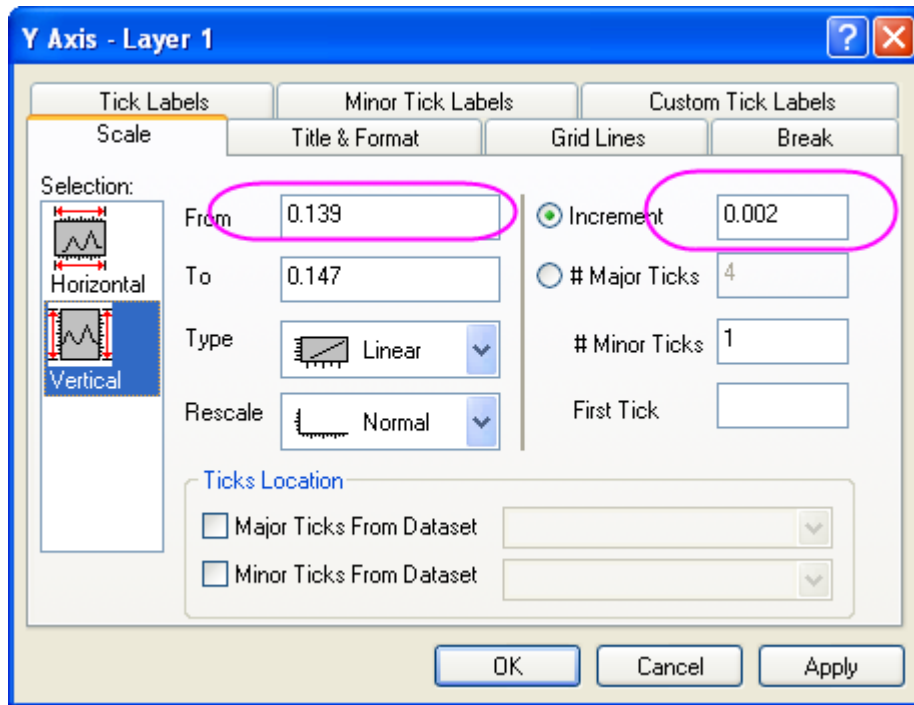 Y Axis - Layer 1
Tick Labels
Minor Tick Labels
Custom Tick Labels
Scale
Title & Format
Grid Lines
Break
Selection:
Horizontal
Vertical
From 0.139
To 0.147
Type Linear
Rescale Normal
Increment 0.002
# Major Ticks 4
# Minor Ticks 1
First Tick
Ticks Location
Major Ticks From Dataset
Minor Ticks From Dataset
OK
Cancel
Apply